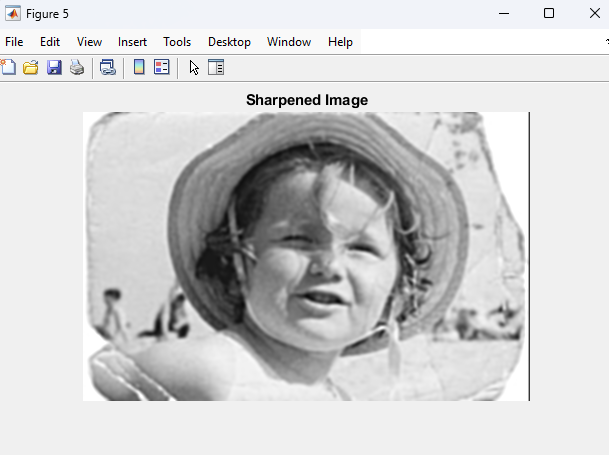 Figure 5
File Edit View Insert Tools Desktop Window Help
Sharpened Image